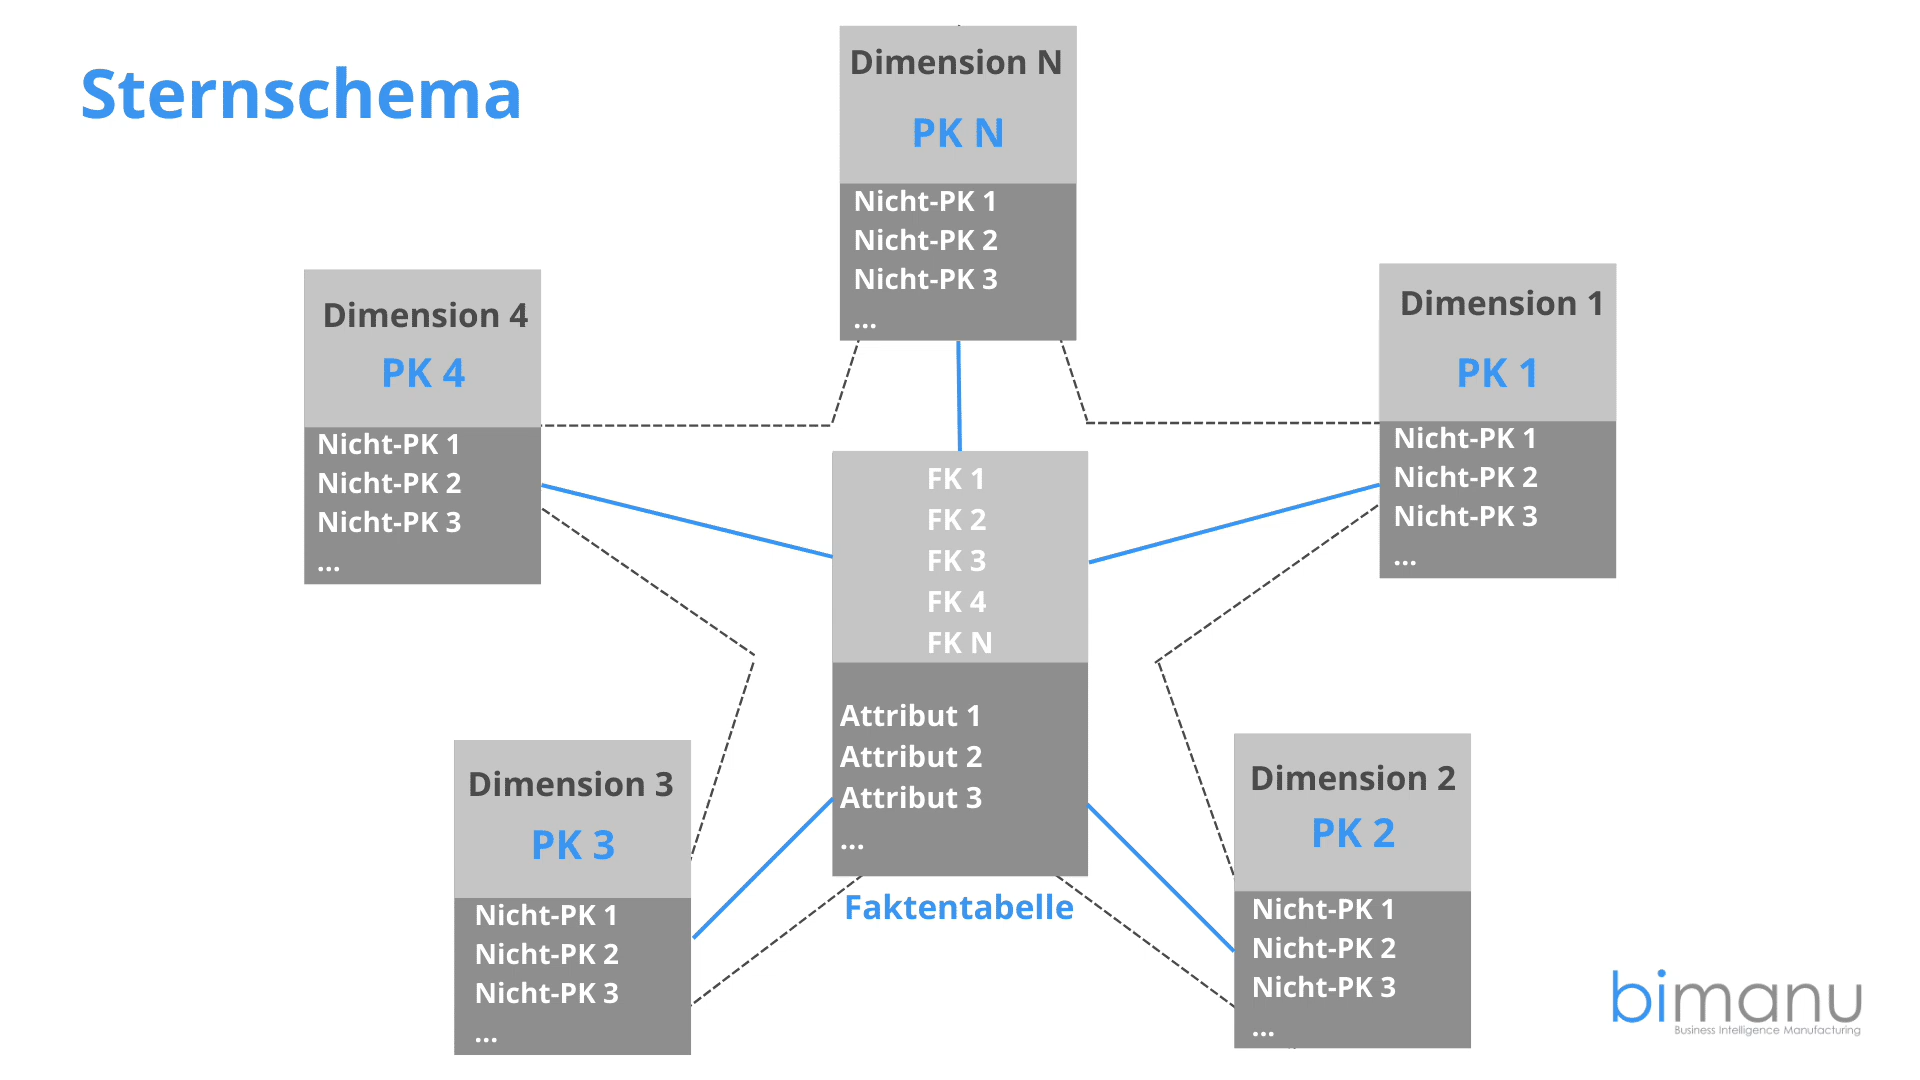 Sternschema
Dimension N
PK N
Nicht-PK 1
Nicht-PK 2
Nicht-PK 3
...
Dimension 4
PK 4
Nicht-PK 1
Nicht-PK 2
Nicht-PK 3
...
Dimension 1
PK 1
Nicht-PK 1
Nicht-PK 2
Nicht-PK 3
...
FK 1
FK 2
FK 3
FK 4
FK N
Attribut 1
Attribut 2
Attribut 3
...
Faktentabelle
Dimension 3
PK 3
Nicht-PK 1
Nicht-PK 2
Nicht-PK 3
...
Dimension 2
PK 2
Nicht-PK 1
Nicht-PK 2
Nicht-PK 3
...
bimanu
Business Intelligence Manufacturing